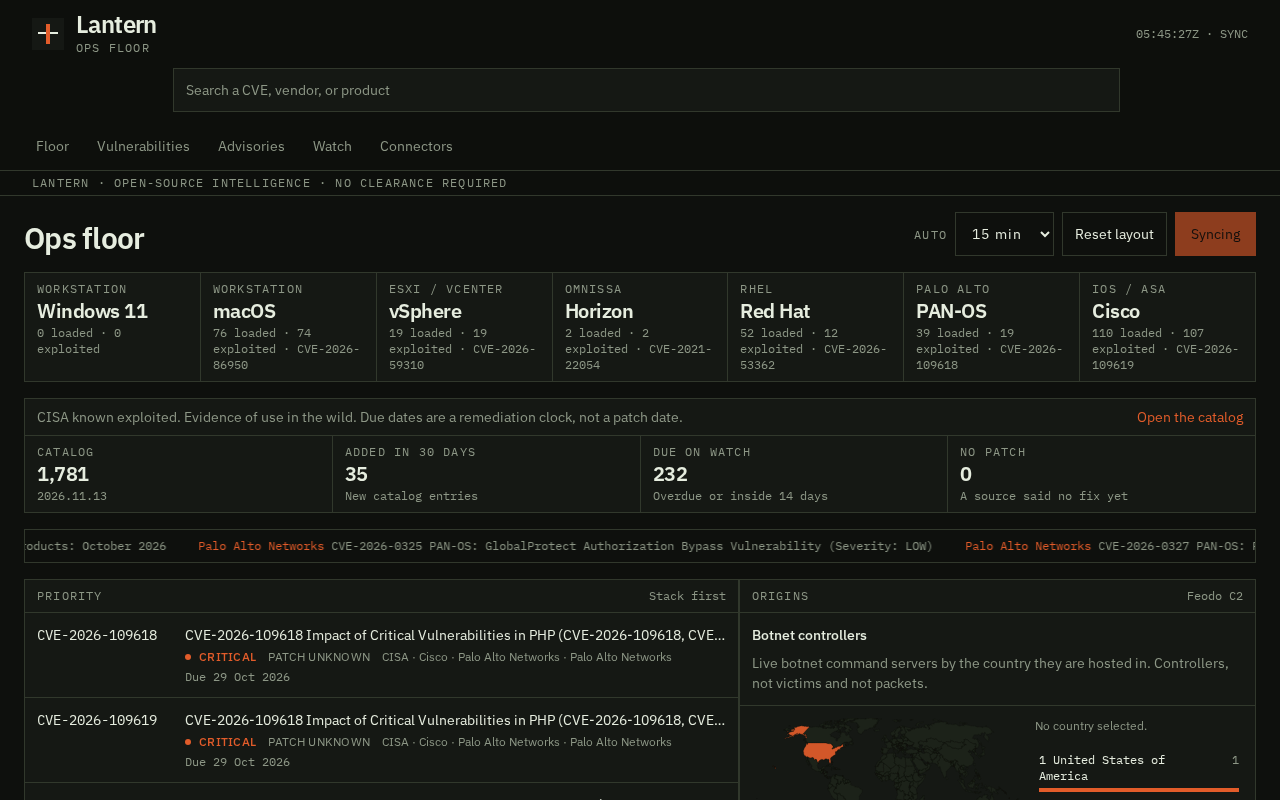 Lantern
OPS FLOOR
05:45:27Z · SYNC
Search a CVE, vendor, or product
Floor
Vulnerabilities
Advisories
Watch
Connectors
LANTERN · OPEN-SOURCE INTELLIGENCE · NO CLEARANCE REQUIRED
Ops floor
AUTO
15 min
Reset layout
Syncing
WORKSTATION
Windows 11
0 loaded · 0
exploited
WORKSTATION
macOS
76 loaded · 74
exploited · CVE-2026-
86950
ESXI / VCENTER
vSphere
19 loaded · 19
exploited · CVE-2026-
59310
OMNISSA
Horizon
2 loaded · 2
exploited · CVE-2021-
22054
RHEL
Red Hat
52 loaded · 12
exploited · CVE-2026-
53362
PALO ALTO
PAN-OS
39 loaded · 19
exploited · CVE-2026-
109618
IOS / ASA
Cisco
110 loaded · 107
exploited · CVE-2026-
109619
CISA known exploited. Evidence of use in the wild. Due dates are a remediation clock, not a patch date.
Open the catalog
CATALOG
1,781
2026.11.13
ADDED IN 30 DAYS
35
New catalog entries
DUE ON WATCH
232
Overdue or inside 14 days
NO PATCH
0
A source said no fix yet
oducts: October 2026 Palo Alto Networks CVE-2026-0325 PAN-OS: GlobalProtect Authorization Bypass Vulnerability (Severity: LOW) Palo Alto Networks CVE-2026-0327 PAN-OS:
PRIORITY
Stack first
CVE-2026-109618
CVE-2026-109618 Impact of Critical Vulnerabilities in PHP (CVE-2026-109618, CVE…
CRITICAL PATCH UNKNOWN CISA · Cisco · Palo Alto Networks · Palo Alto Networks
Due 29 Oct 2026
CVE-2026-109619
CVE-2026-109619 Impact of Critical Vulnerabilities in PHP (CVE-2026-109618, CVE…
CRITICAL PATCH UNKNOWN CISA · Cisco · Palo Alto Networks · Palo Alto Networks
Due 29 Oct 2026
ORIGINS
Feodo C2
Botnet controllers
Live botnet command servers by the country they are hosted in. Controllers,
not victims and not packets.
No country selected.
1 United States of
America
1